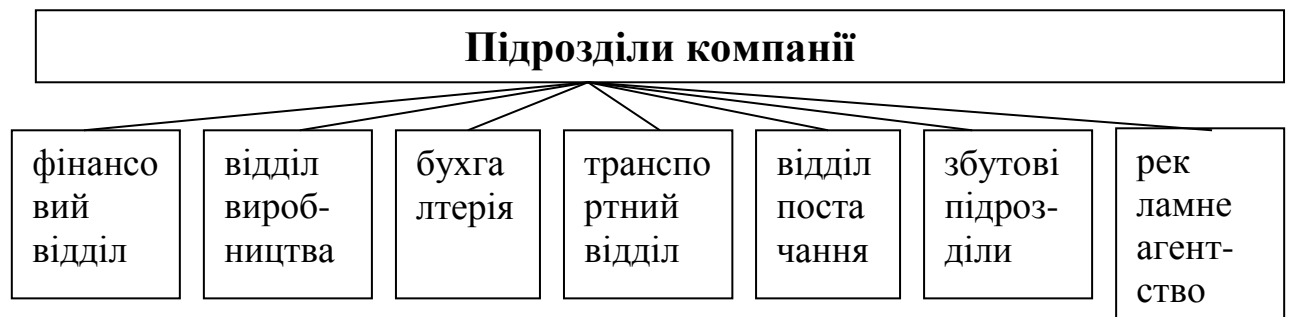 Підрозділи компанії
фінансо
вий
відділ
відділ
вироб-
ництва
бухга
лтерія
транспо
ртний
відділ
відділ
поста
чання
збутові
підроз-
діли
рек
ламне
агент-
ство